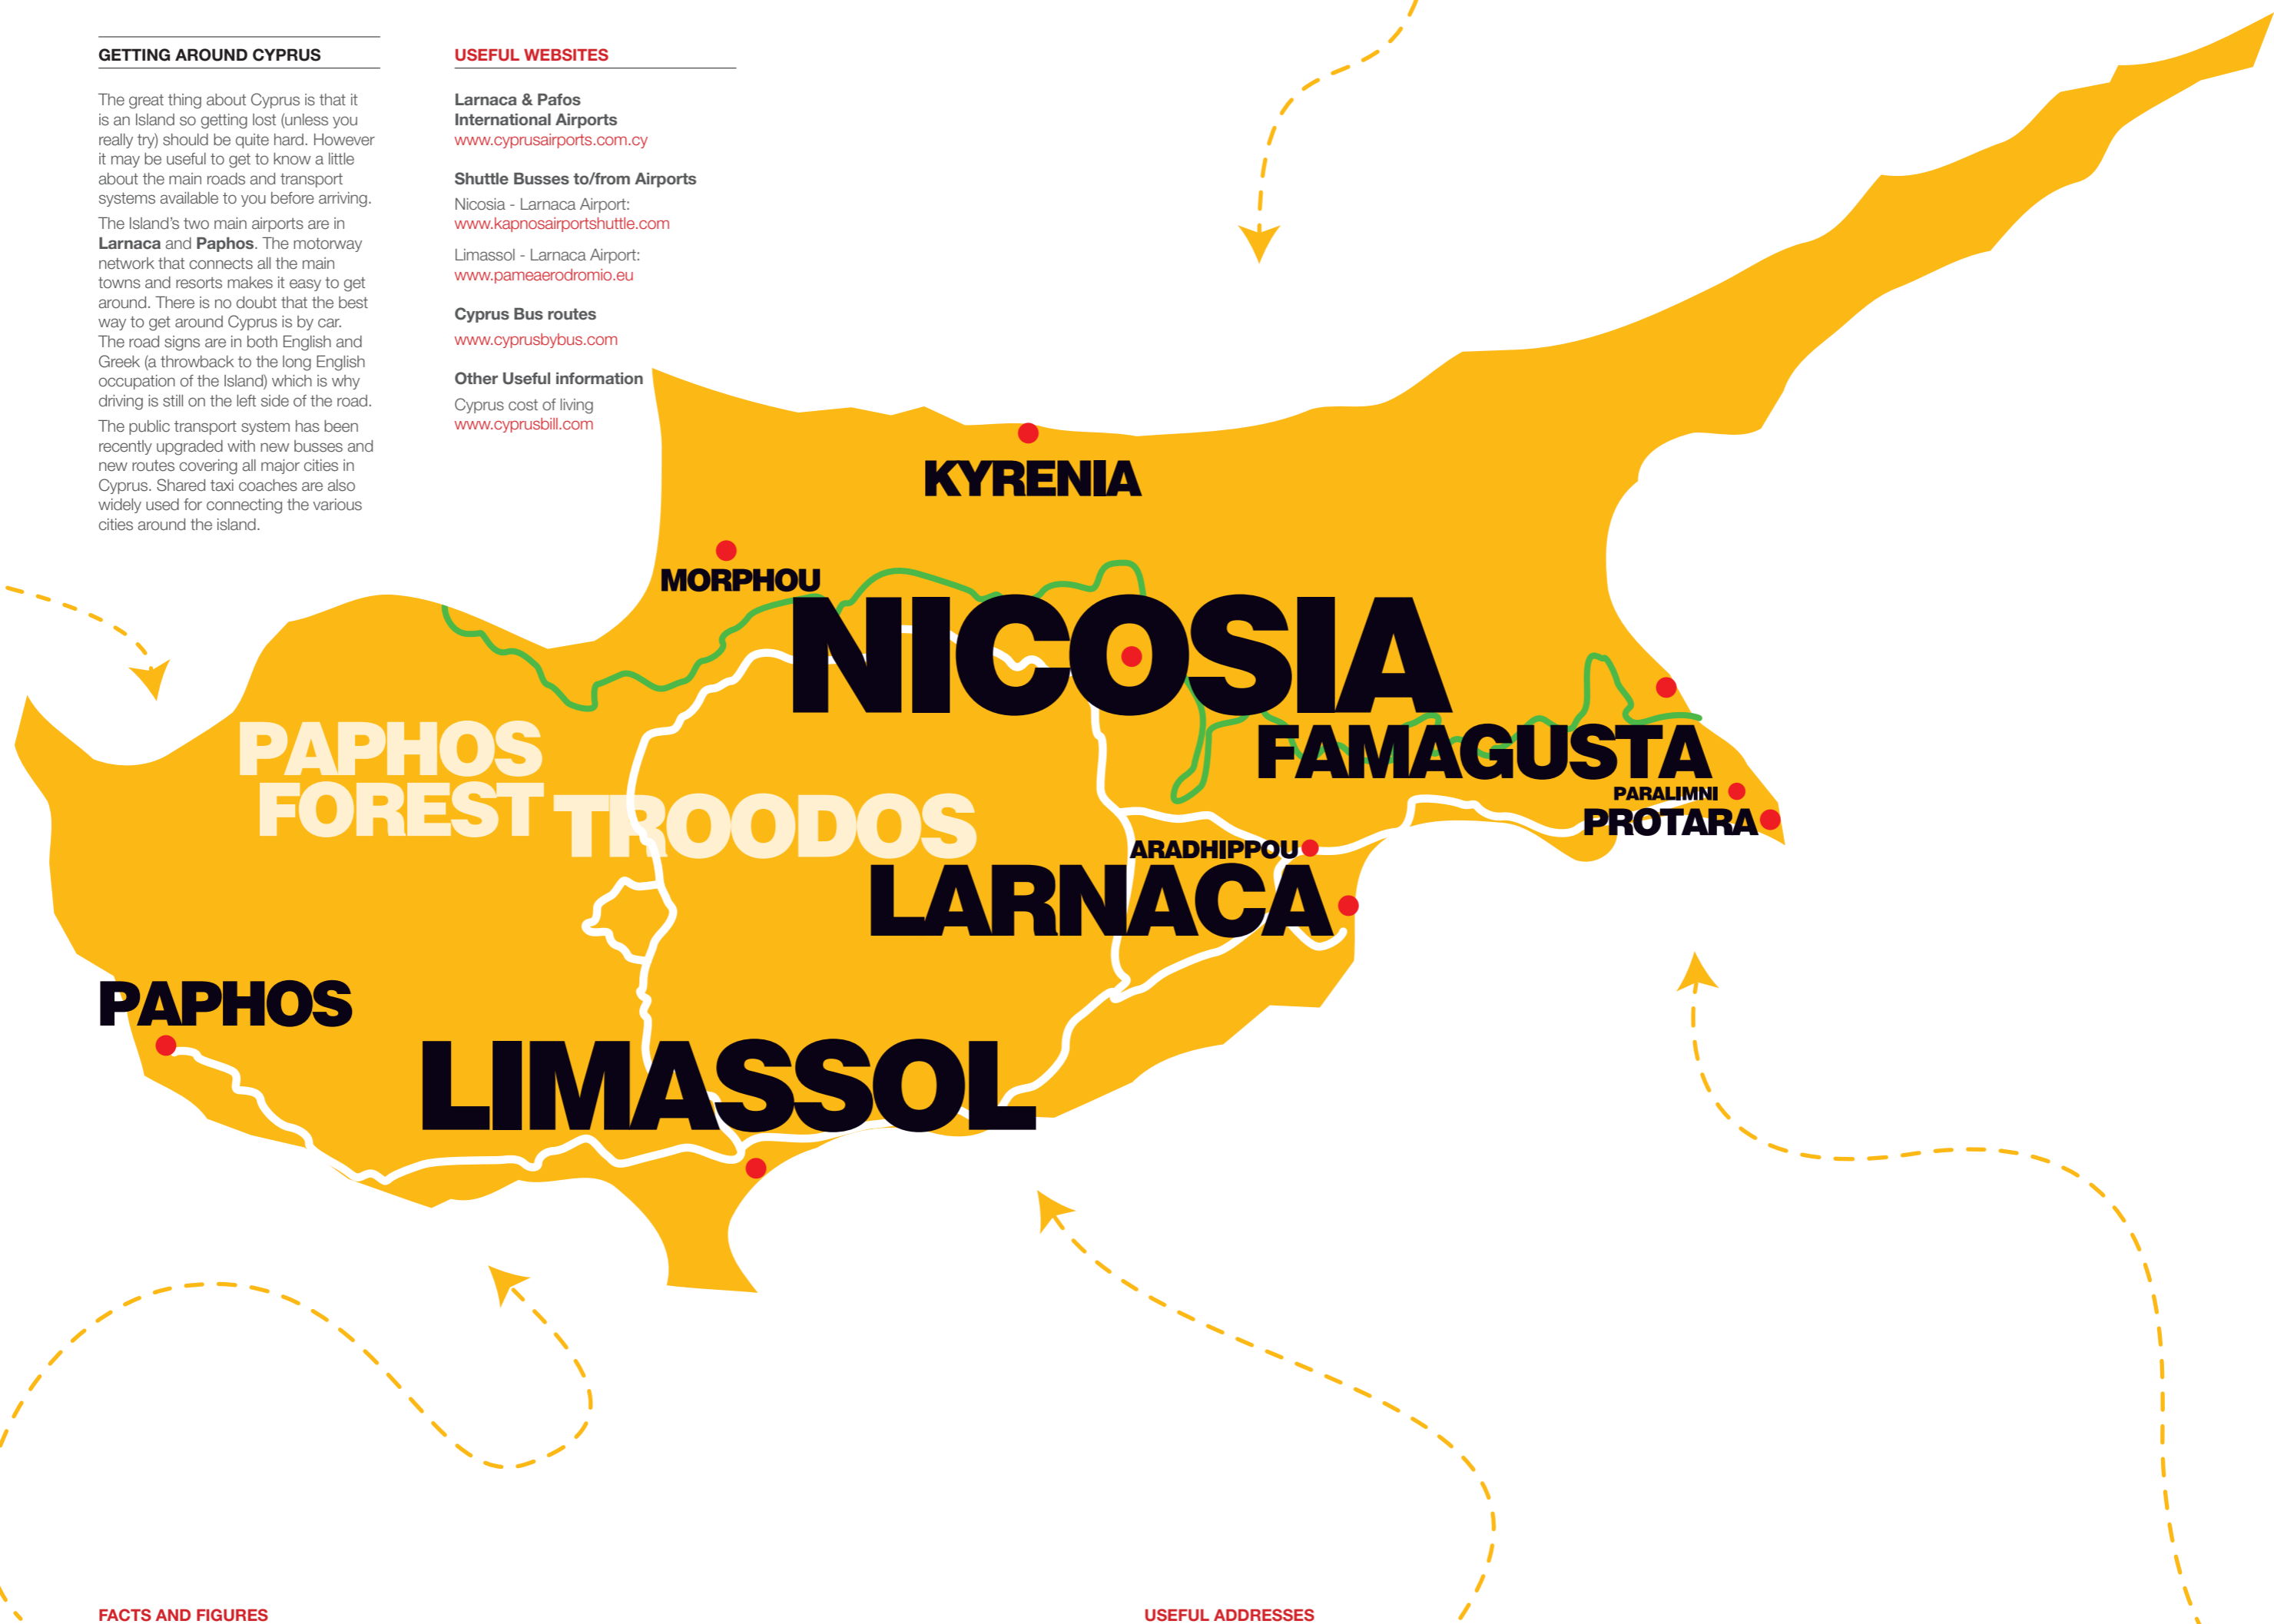 GETTING AROUND CYPRUS
The great thing about Cyprus is that it
is an Island so getting lost (unless you
really try) should be quite hard. However
it may be useful to get to know a little
about the main roads and transport
systems available to you before arriving.
The Island's two main airports are in
Larnaca and Paphos. The motorway
network that connects all the main
towns and resorts makes it easy to get
around. There is no doubt that the best
way to get around Cyprus is by car.
The road signs are in both English and
Greek (a throwback to the long English
occupation of the Island) which is why
driving is still on the left side of the road.
The public transport system has been
recently upgraded with new busses and
new routes covering all major cities in
Cyprus. Shared taxi coaches are also
widely used for connecting the various
cities around the island.
USEFUL WEBSITES
Larnaca & Pafos
International Airports
www.cyprusairports.com.cy
Shuttle Busses to/from Airports
Nicosia - Larnaca Airport:
www.kapnosairportshuttle.com
Limassol - Larnaca Airport:
www.pameaerodromio.eu
Cyprus Bus routes
www.cyprusbybus.com
Other Useful information
Cyprus cost of living
www.cyprusbill.com
KYRENIA
MORPHOU
NICOSIA
PAPHOS
FOREST
FAMAGUSTA
TROODOS
PARALIMNI
PROTARA
ARADHIPPOU
LARNACA
PAPHOS
LIMASSOL
FACTS AND FIGURES
USEFUL ADDRESSES